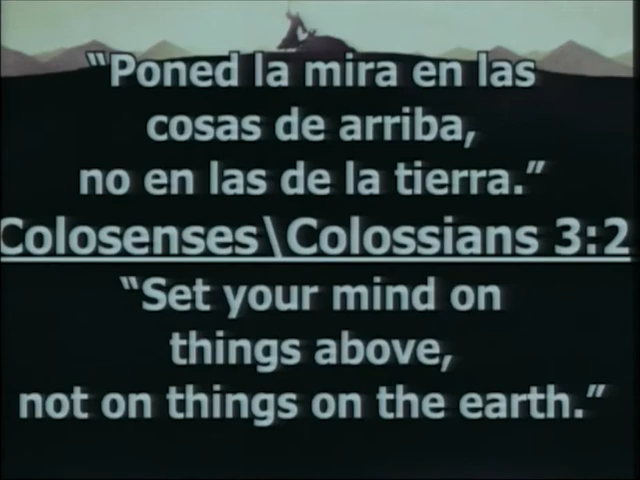 “Poned la mira en las
cosas de arriba,
no en las de la tierra.”
Colosenses\Colossians 3:2
“Set your mind on
things above,
not on things on the earth.”